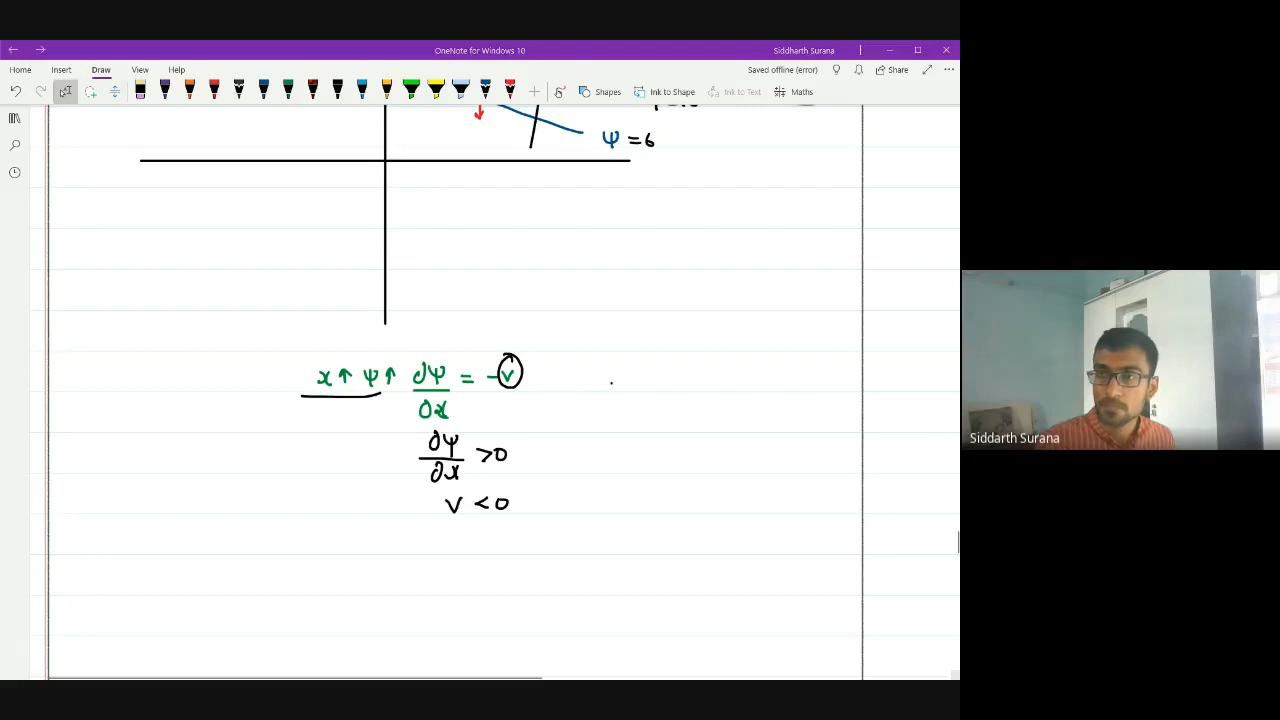 OneNote for Windows 10
Siddharth Surana
Home Insert Draw View Help
Saved offline (error)
Share
Shapes
Ink to Shape
Ink to Text
Maths
ψ = 6
x ↑ ψ ↑ ∂ψ/∂x = -v
∂ψ/∂x > 0
v < 0
Siddarth Surana